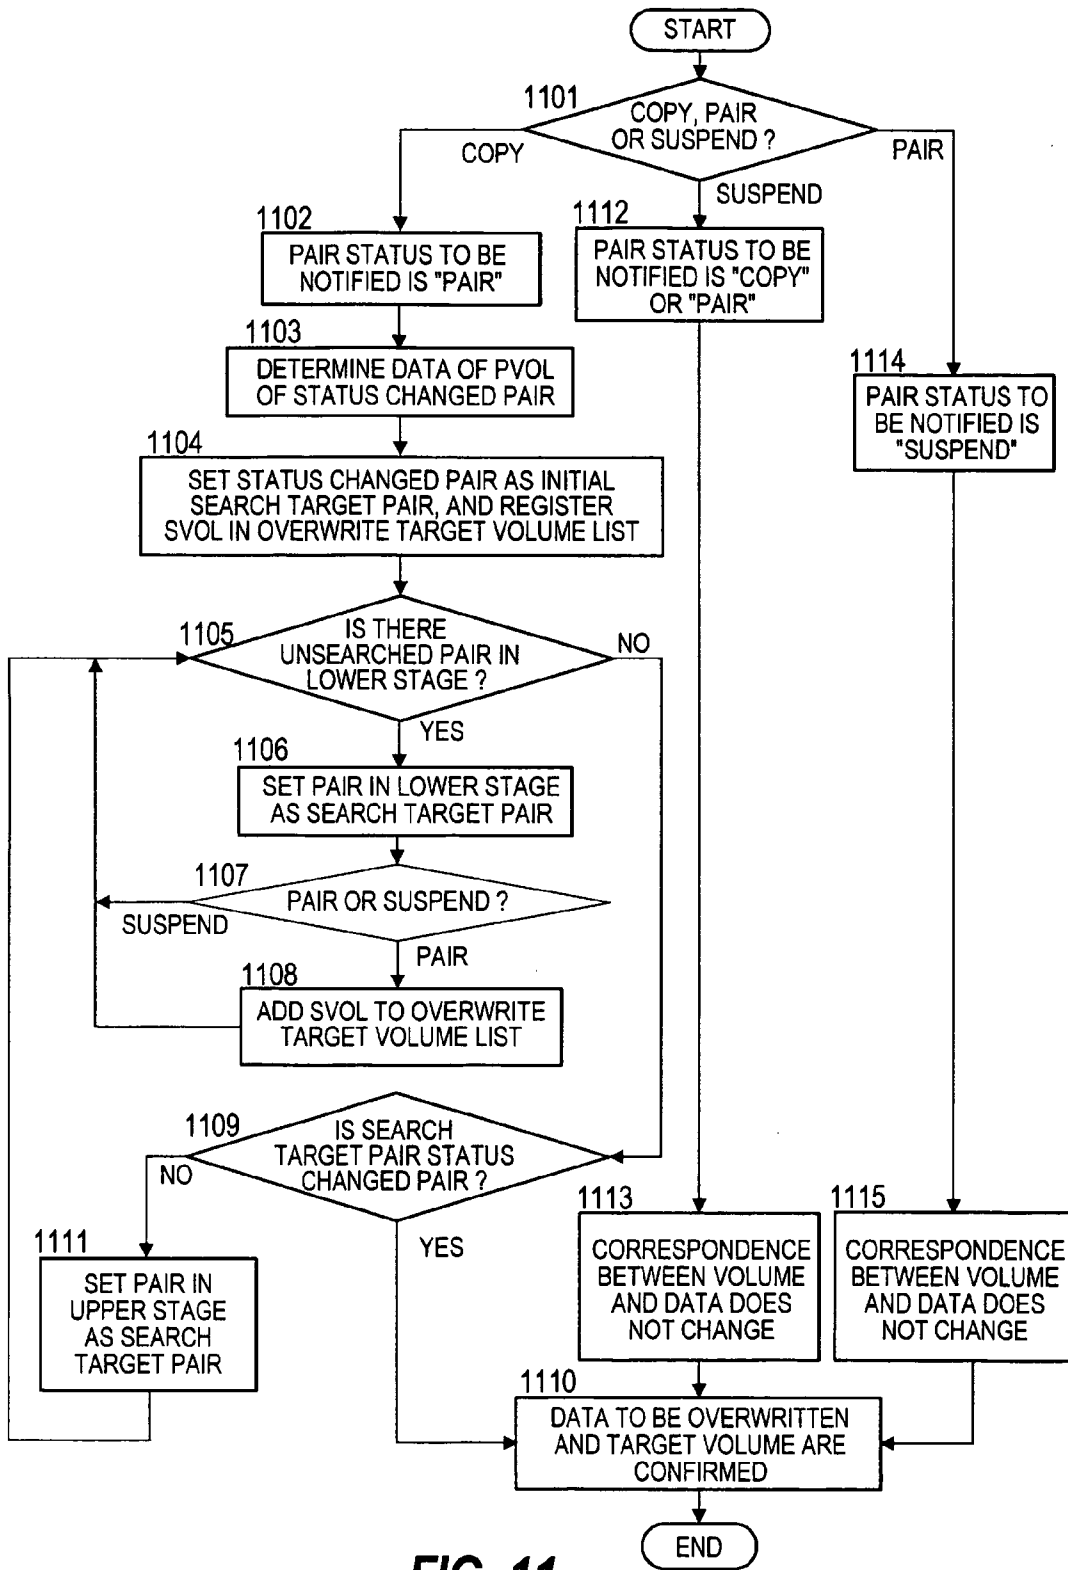 START
1101
COPY, PAIR
OR SUSPEND ?
COPY
SUSPEND
PAIR
1102
PAIR STATUS TO BE
NOTIFIED IS "PAIR"
1112
PAIR STATUS TO BE
NOTIFIED IS "COPY"
OR "PAIR"
1103
DETERMINE DATA OF PVOL
OF STATUS CHANGED PAIR
1114
PAIR STATUS TO
BE NOTIFIED IS
"SUSPEND"
1104
SET STATUS CHANGED PAIR AS INITIAL
SEARCH TARGET PAIR, AND REGISTER
SVOL IN OVERWRITE TARGET VOLUME LIST
1105
IS THERE
UNSEARCHED PAIR IN
LOWER STAGE ?
NO
YES
1106
SET PAIR IN LOWER STAGE
AS SEARCH TARGET PAIR
1107
PAIR OR SUSPEND ?
SUSPEND
PAIR
1108
ADD SVOL TO OVERWRITE
TARGET VOLUME LIST
1109
IS SEARCH
TARGET PAIR STATUS
CHANGED PAIR ?
NO
YES
1111
SET PAIR IN
UPPER STAGE
AS SEARCH
TARGET PAIR
1113
CORRESPONDENCE
BETWEEN VOLUME
AND DATA DOES
NOT CHANGE
1115
CORRESPONDENCE
BETWEEN VOLUME
AND DATA DOES
NOT CHANGE
1110
DATA TO BE OVERWRITTEN
AND TARGET VOLUME ARE
CONFIRMED
END
FIG. 11